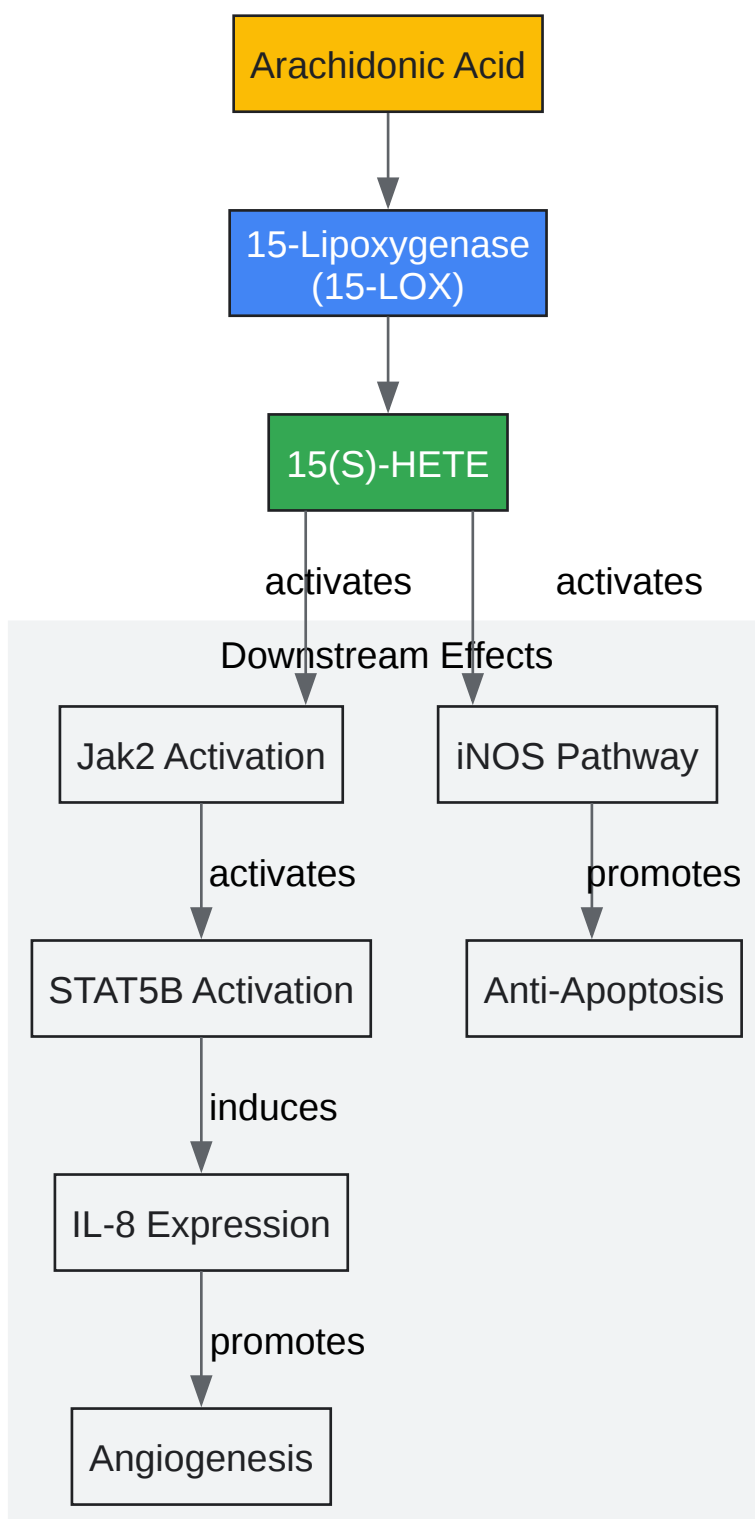 Arachidonic Acid
15-Lipoxygenase
(15-LOX)
15(S)-HETE
activates
activates
Downstream Effects
Jak2 Activation
iNOS Pathway
activates
promotes
STAT5B Activation
Anti-Apoptosis
induces
IL-8 Expression
promotes
Angiogenesis